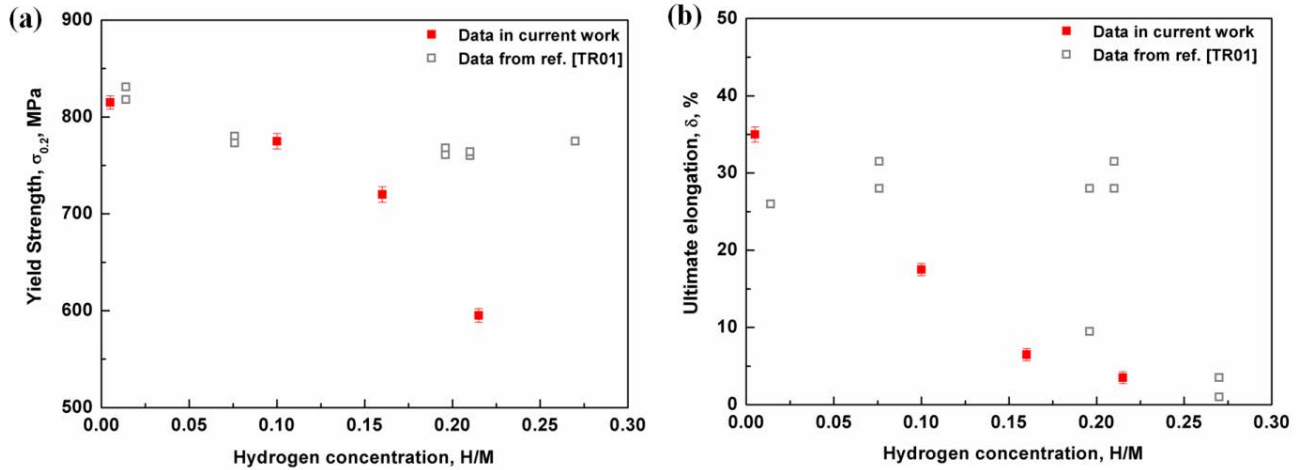 (a)
900
800
700
600
500
Yield Strength, σ0.2, MPa
Data in current work
Data from ref. [TR01]
0.00 0.05 0.10 0.15 0.20 0.25 0.30
Hydrogen concentration, H/M
(b)
50
40
30
20
10
0
Ultimate elongation, δ, %
Data in current work
Data from ref. [TR01]
0.00 0.05 0.10 0.15 0.20 0.25 0.30
Hydrogen concentration, H/M